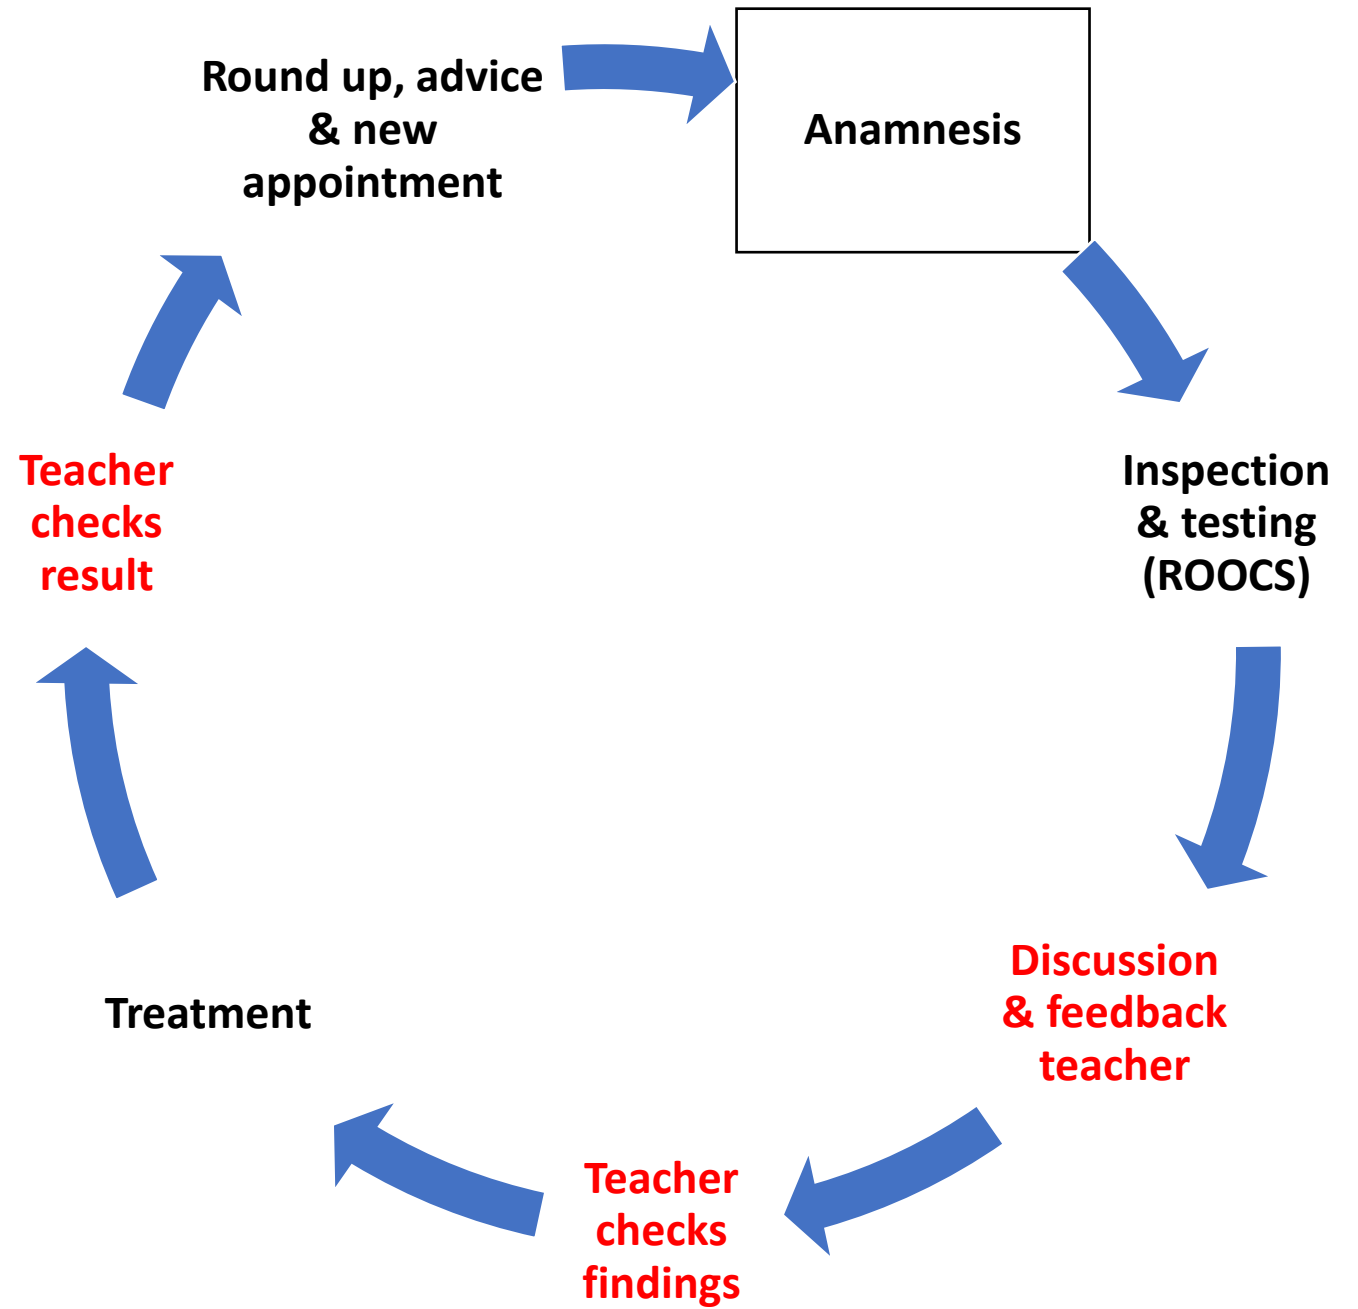 Round up, advice
& new
appointment
Anamnesis
Inspection
& testing
(ROOCS)
Discussion
& feedback
teacher
Teacher
checks
findings
Treatment
Teacher
checks
result